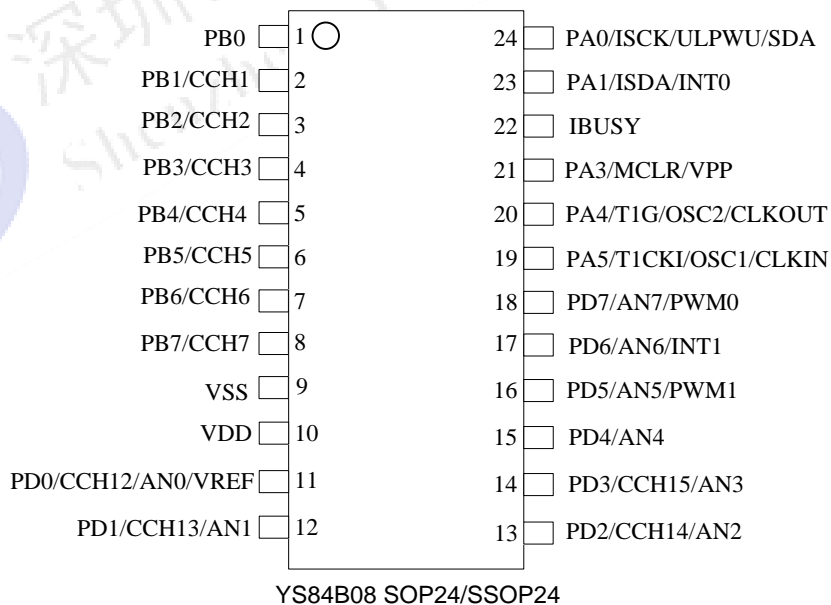 深圳
Shenzhen
PB0 1 24 PA0/ISCK/ULPWU/SDA
PB1/CCH1 2 23 PA1/ISDA/INT0
PB2/CCH2 3 22 IBUSY
PB3/CCH3 4 21 PA3/MCLR/VPP
PB4/CCH4 5 20 PA4/T1G/OSC2/CLKOUT
PB5/CCH5 6 19 PA5/T1CKI/OSC1/CLKIN
PB6/CCH6 7 18 PD7/AN7/PWM0
PB7/CCH7 8 17 PD6/AN6/INT1
VSS 9 16 PD5/AN5/PWM1
VDD 10 15 PD4/AN4
PD0/CCH12/AN0/VREF 11 14 PD3/CCH15/AN3
PD1/CCH13/AN1 12 13 PD2/CCH14/AN2
YS84B08 SOP24/SSOP24